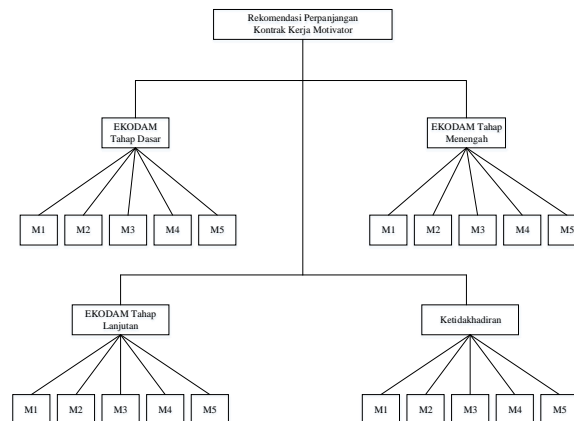 Rekomendasi Perpanjangan
Kontrak Kerja Motivator
EKODAM
Tahap Dasar
EKODAM Tahap
Menengah
M1 M2 M3 M4 M5
M1 M2 M3 M4 M5
EKODAM Tahap
Lanjutan
Ketidakhadiran
M1 M2 M3 M4 M5
M1 M2 M3 M4 M5